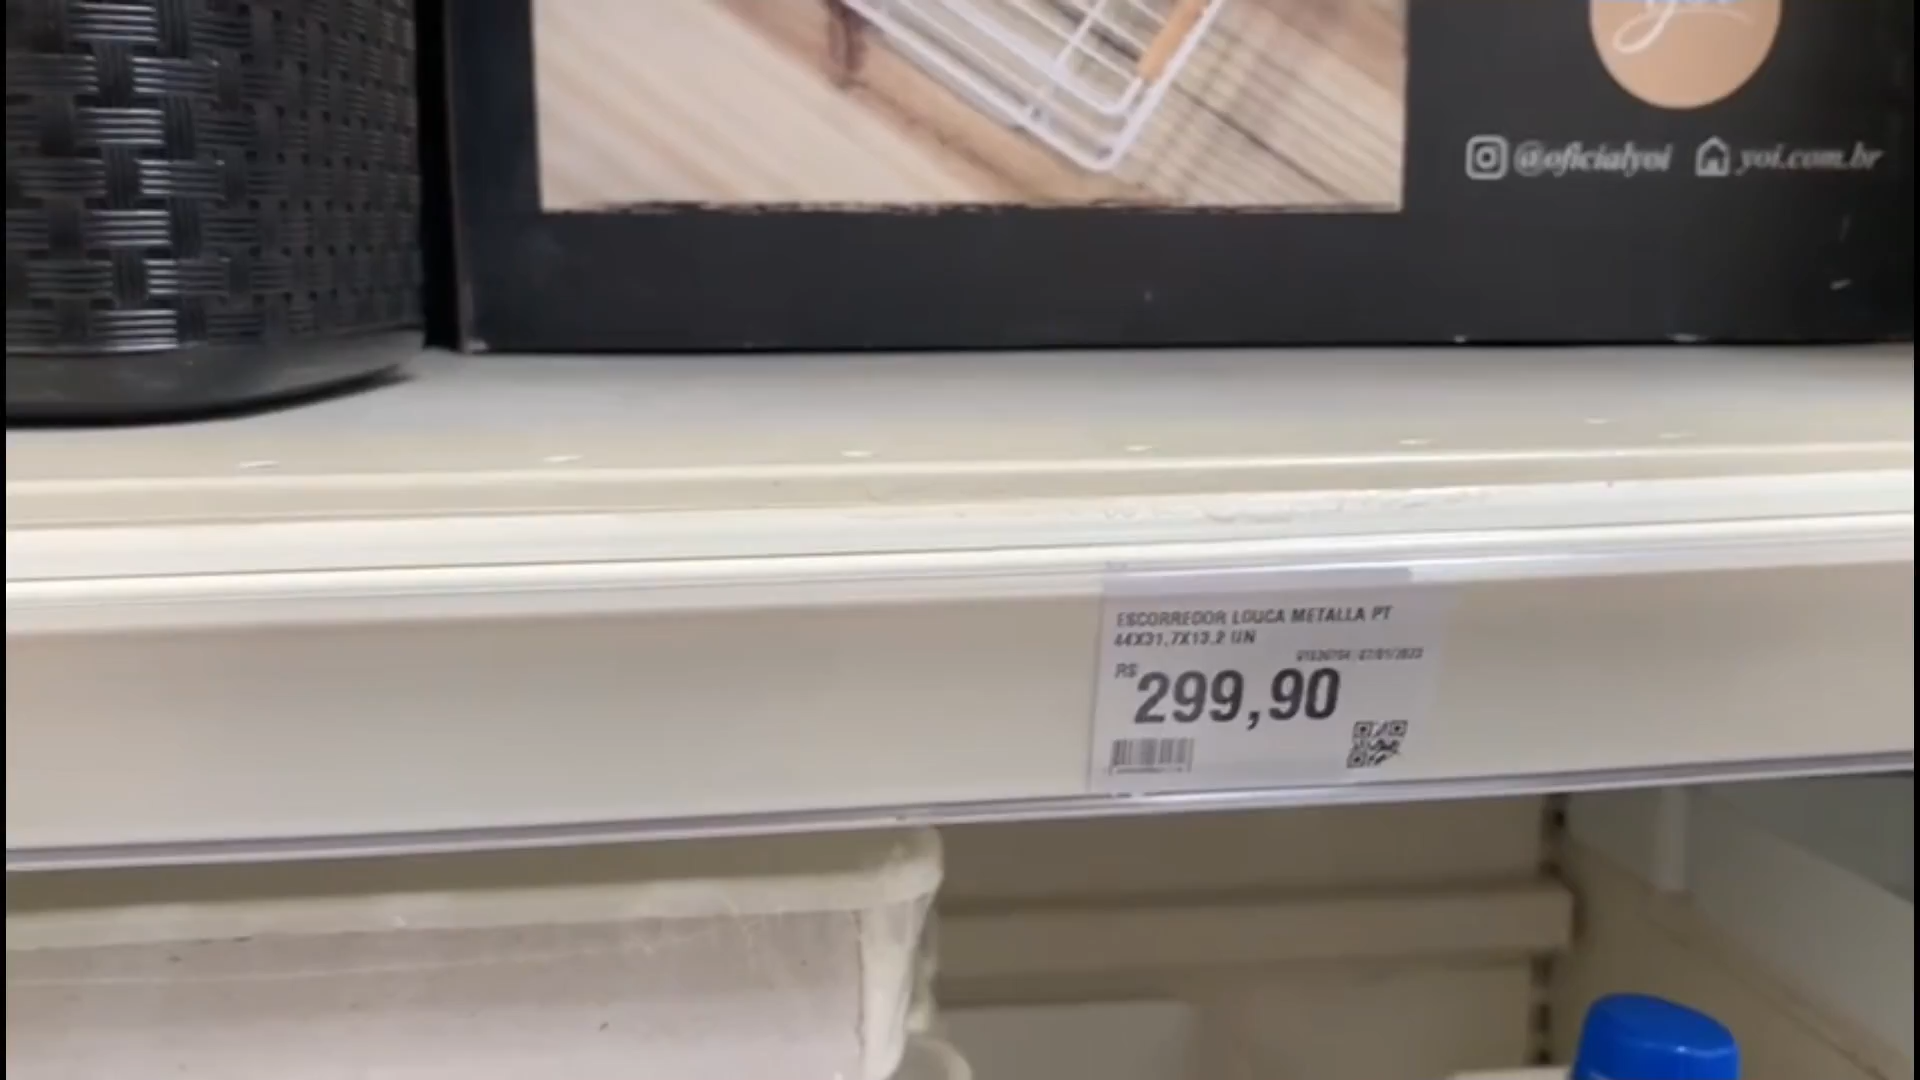 @oficialyoi yoi.com.br
ESCORREDOR LOUCA METALLA PT
44X31,7X13,2 UN
R$ 299,90